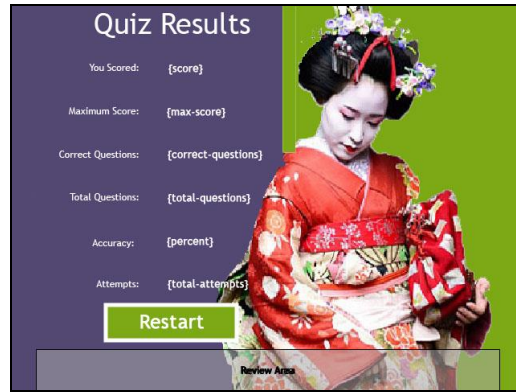 Quiz Results
You Scored: {score}
Maximum Score: {max-score}
Correct Questions: {correct-questions}
Total Questions: {total-questions}
Accuracy: {percent}
Attempts: {total-attempts}
Restart
Review Area